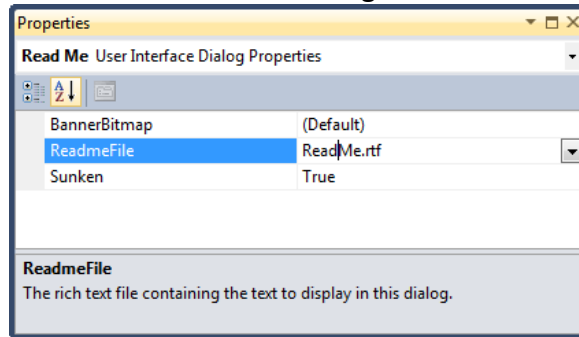 Properties
Read Me User Interface Dialog Properties
BannerBitmap (Default)
ReadmeFile ReadMe.rtf
Sunken True
ReadmeFile
The rich text file containing the text to display in this dialog.